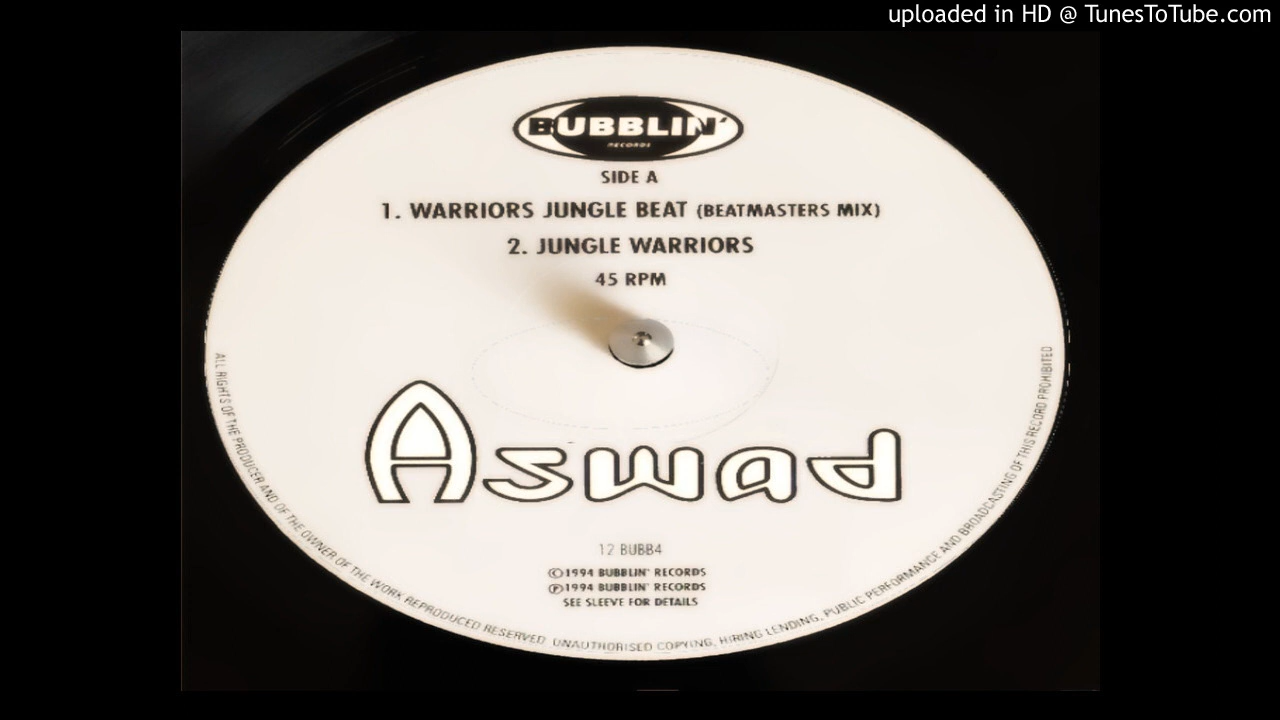 uploaded in HD @ TunesToTube.com
BUBBLIN'
RECORDS
SIDE A
1. WARRIORS JUNGLE BEAT (BEATMASTERS MIX)
2. JUNGLE WARRIORS
45 RPM
Aswad
12 BUBB4
©1994 BUBBLIN' RECORDS
℗1994 BUBBLIN' RECORDS
SEE SLEEVE FOR DETAILS
ALL RIGHTS OF THE PRODUCER AND OF THE OWNER OF THE WORK REPRODUCED RESERVED UNAUTHORISED COPYING, HIRING LENDING, PUBLIC PERFORMANCE AND BROADCASTING OF THIS RECORD PROHIBITED